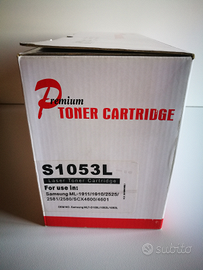 Premium
TONER CARTRIDGE
S1053L
Laser Toner Cartridge
For use in:
Samsung ML-1911/1910/2525/
2581/2580/SCX4600/4601
Subito